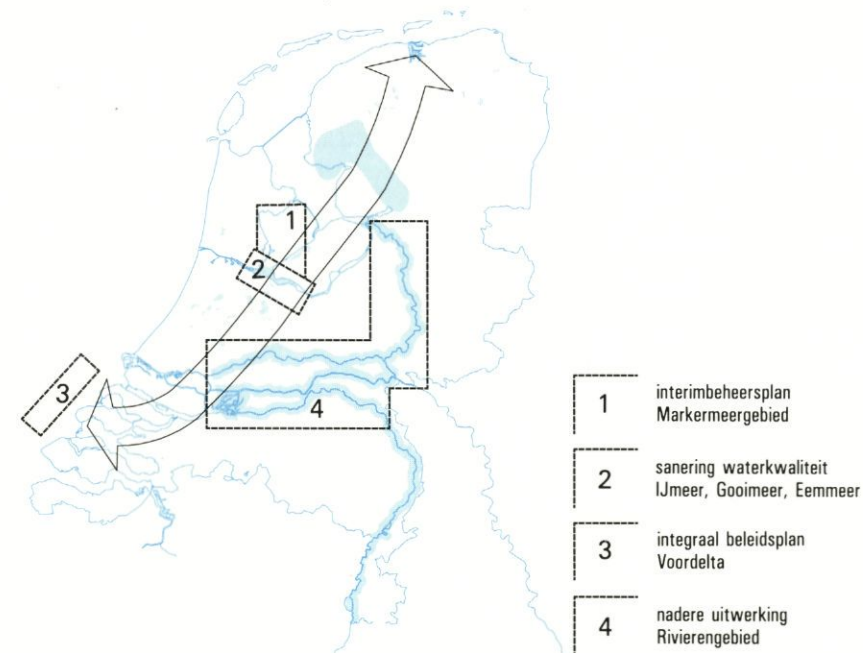 1
2
3
4
1
interimbeheersplan
Markermeergebied
2
sanering waterkwaliteit
IJmeer, Gooimeer, Eemmeer
3
integraal beleidsplan
Voordelta
4
nadere uitwerking
Rivierengebied